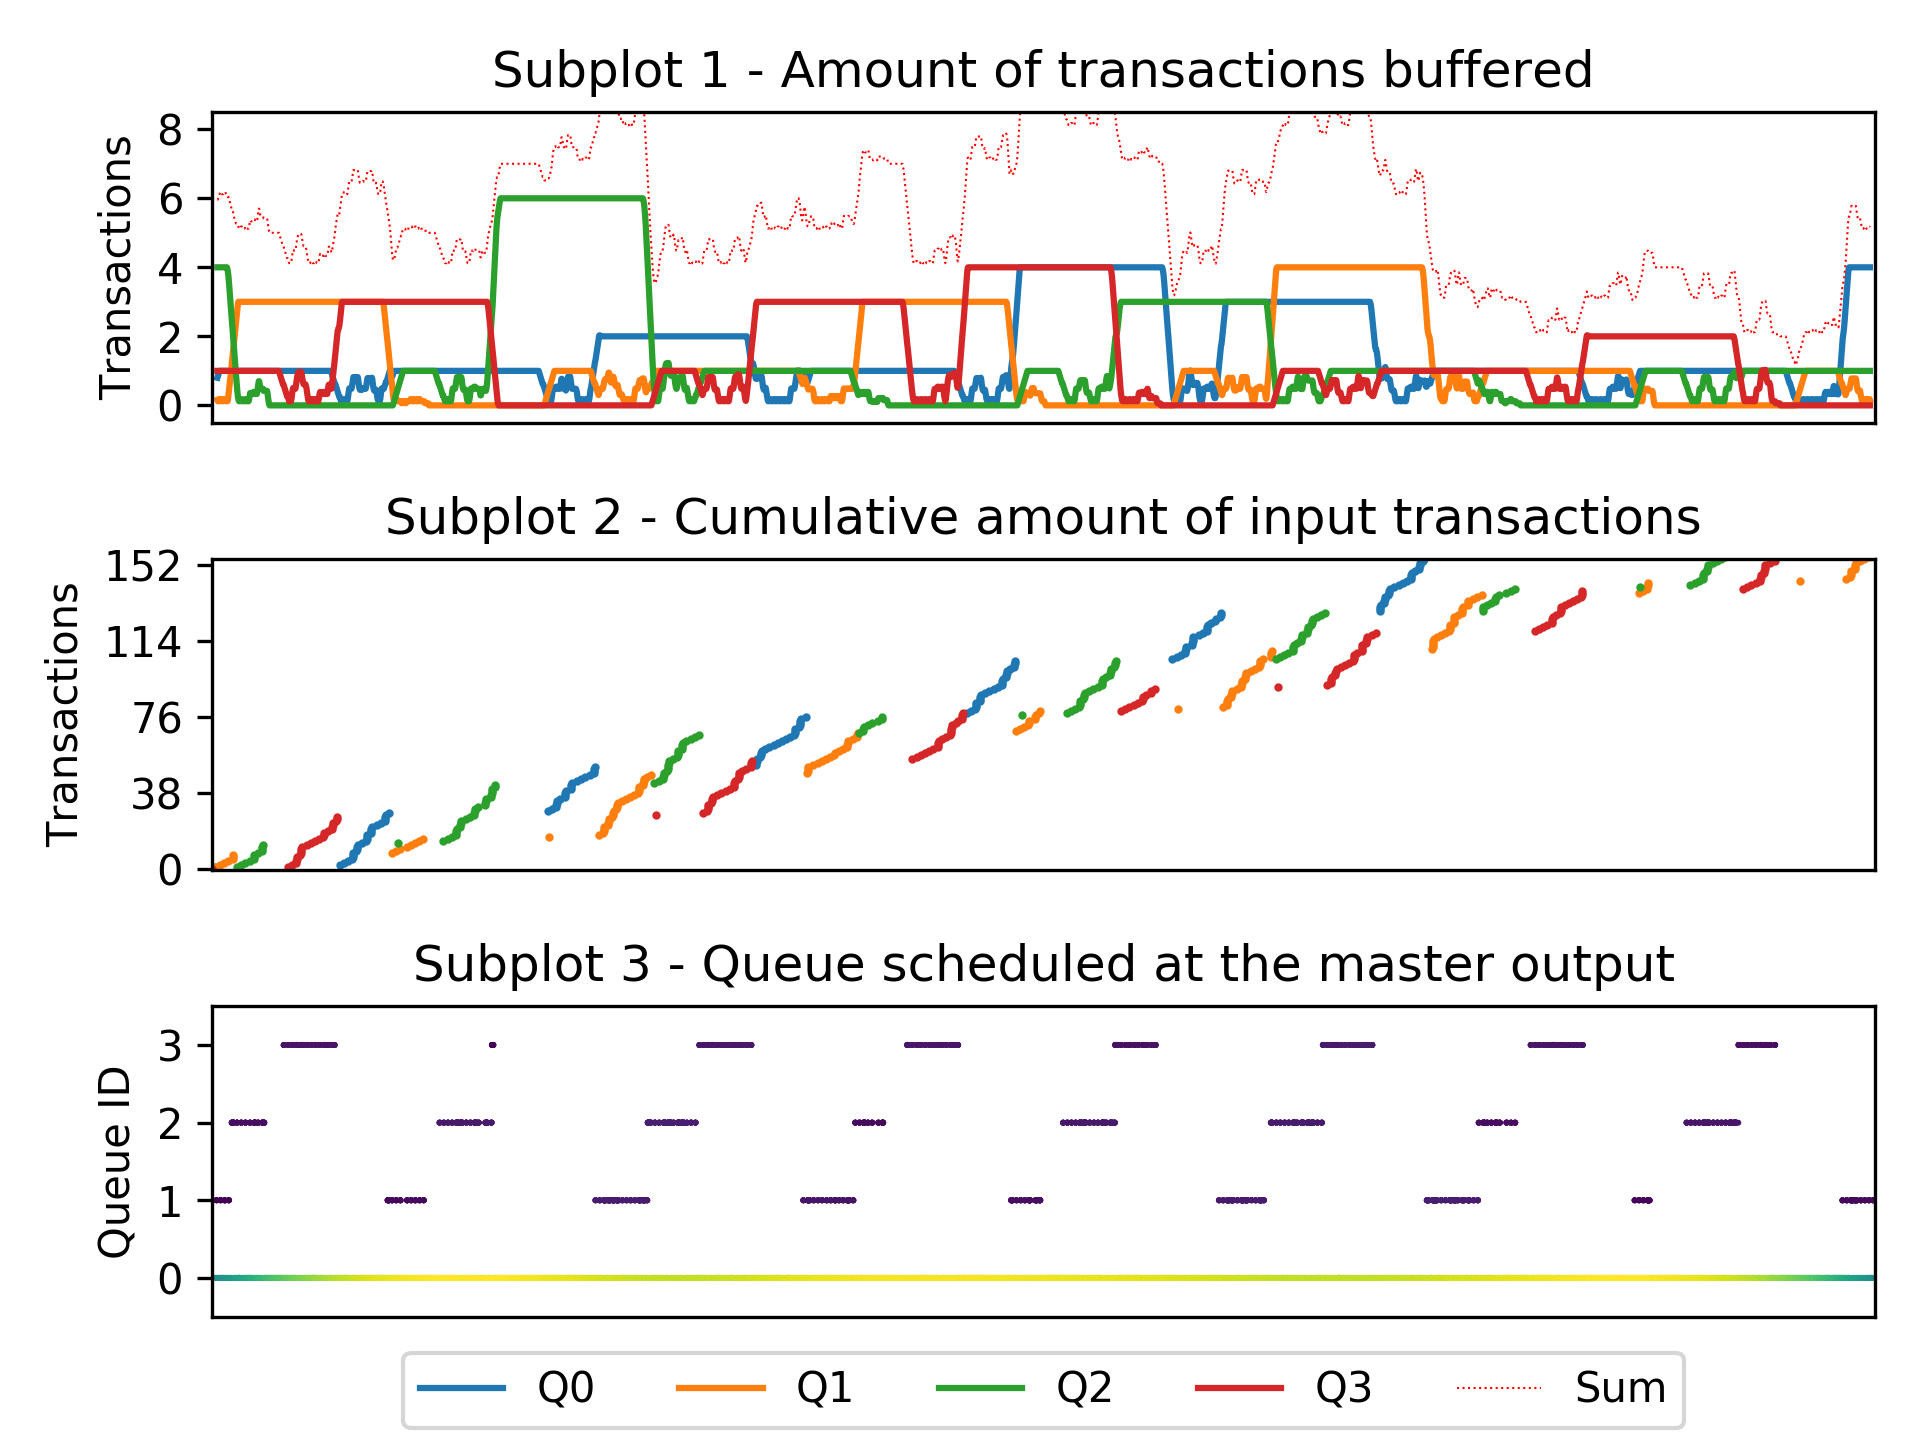 Subplot 1 - Amount of transactions buffered
Transactions
8
6
4
2
0
Subplot 2 - Cumulative amount of input transactions
Transactions
152
114
76
38
0
Subplot 3 - Queue scheduled at the master output
Queue ID
3
2
1
0
Q0 Q1 Q2 Q3 Sum